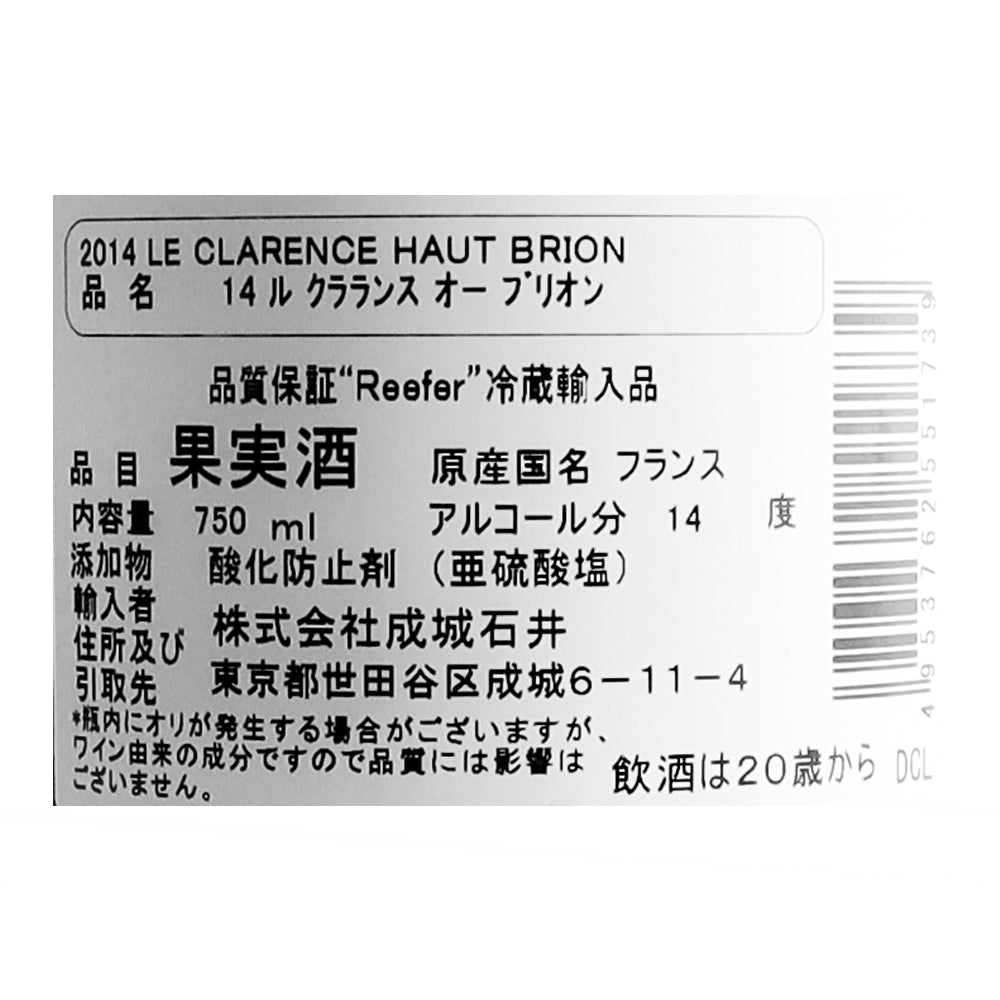 2014 LE CLARENCE HAUT BRION
品名 14 ル クラランス オー ブリオン
品質保証“Reefer”冷蔵輸入品
品目 果実酒 原産国名 フランス
内容量 750 ml アルコール分 14 度
添加物 酸化防止剤 (亜硫酸塩)
輸入者 株式会社成城石井
住所及び
引取先 東京都世田谷区成城6-11-4
*瓶内にオリが発生する場合がございますが、
ワイン由来の成分ですので品質には影響は
ございません。
飲酒は20歳から DCL
4953762551739